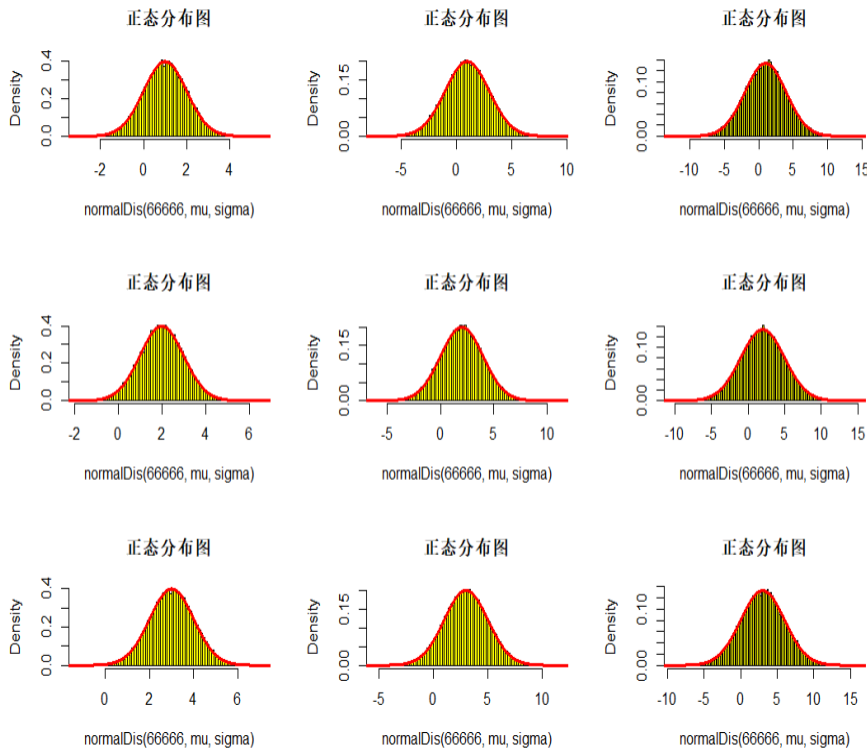 正态分布图
Density
0.0
0.2
0.4
-2 0 2 4
normalDis(66666, mu, sigma)
正态分布图
Density
0.00
0.15
-5 0 5 10
normalDis(66666, mu, sigma)
正态分布图
Density
0.00
0.10
-10 -5 0 5 10 15
normalDis(66666, mu, sigma)
正态分布图
Density
0.0
0.2
0.4
-2 0 2 4 6
normalDis(66666, mu, sigma)
正态分布图
Density
0.00
0.15
-5 0 5 10
normalDis(66666, mu, sigma)
正态分布图
Density
0.00
0.10
-10 -5 0 5 10 15
normalDis(66666, mu, sigma)
正态分布图
Density
0.0
0.2
0.4
0 2 4 6
normalDis(66666, mu, sigma)
正态分布图
Density
0.00
0.15
-5 0 5 10
normalDis(66666, mu, sigma)
正态分布图
Density
0.00
0.10
-10 -5 0 5 10 15
normalDis(66666, mu, sigma)